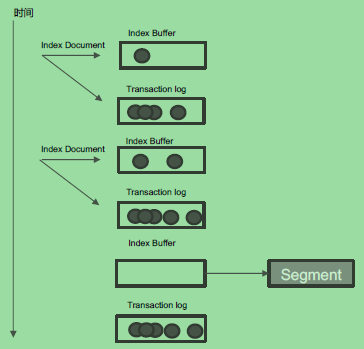 时间
Index Buffer
Index Document
Transaction log
Index Buffer
Index Document
Transaction log
Index Buffer
Segment
Transaction log